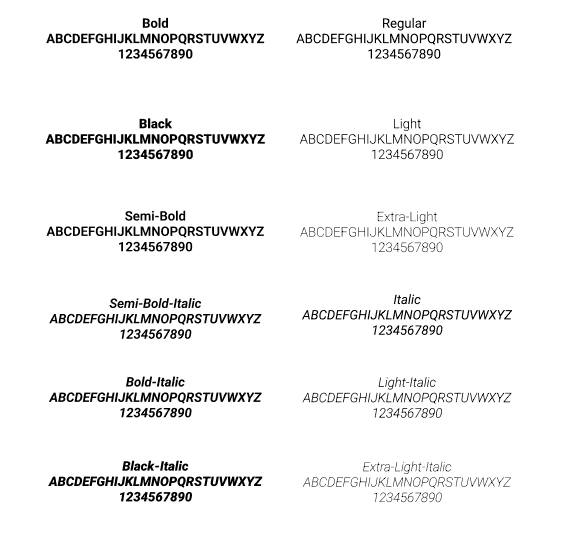 Bold
ABCDEFGHIJKLMNOPQRSTUVWXYZ
1234567890
Regular
ABCDEFGHIJKLMNOPQRSTUVWXYZ
1234567890
Black
ABCDEFGHIJKLMNOPQRSTUVWXYZ
1234567890
Light
ABCDEFGHIJKLMNOPQRSTUVWXYZ
1234567890
Semi-Bold
ABCDEFGHIJKLMNOPQRSTUVWXYZ
1234567890
Extra-Light
ABCDEFGHIJKLMNOPQRSTUVWXYZ
1234567890
Semi-Bold-Italic
ABCDEFGHIJKLMNOPQRSTUVWXYZ
1234567890
Italic
ABCDEFGHIJKLMNOPQRSTUVWXYZ
1234567890
Bold-Italic
ABCDEFGHIJKLMNOPQRSTUVWXYZ
1234567890
Light-Italic
ABCDEFGHIJKLMNOPQRSTUVWXYZ
1234567890
Black-Italic
ABCDEFGHIJKLMNOPQRSTUVWXYZ
1234567890
Extra-Light-Italic
ABCDEFGHIJKLMNOPQRSTUVWXYZ
1234567890